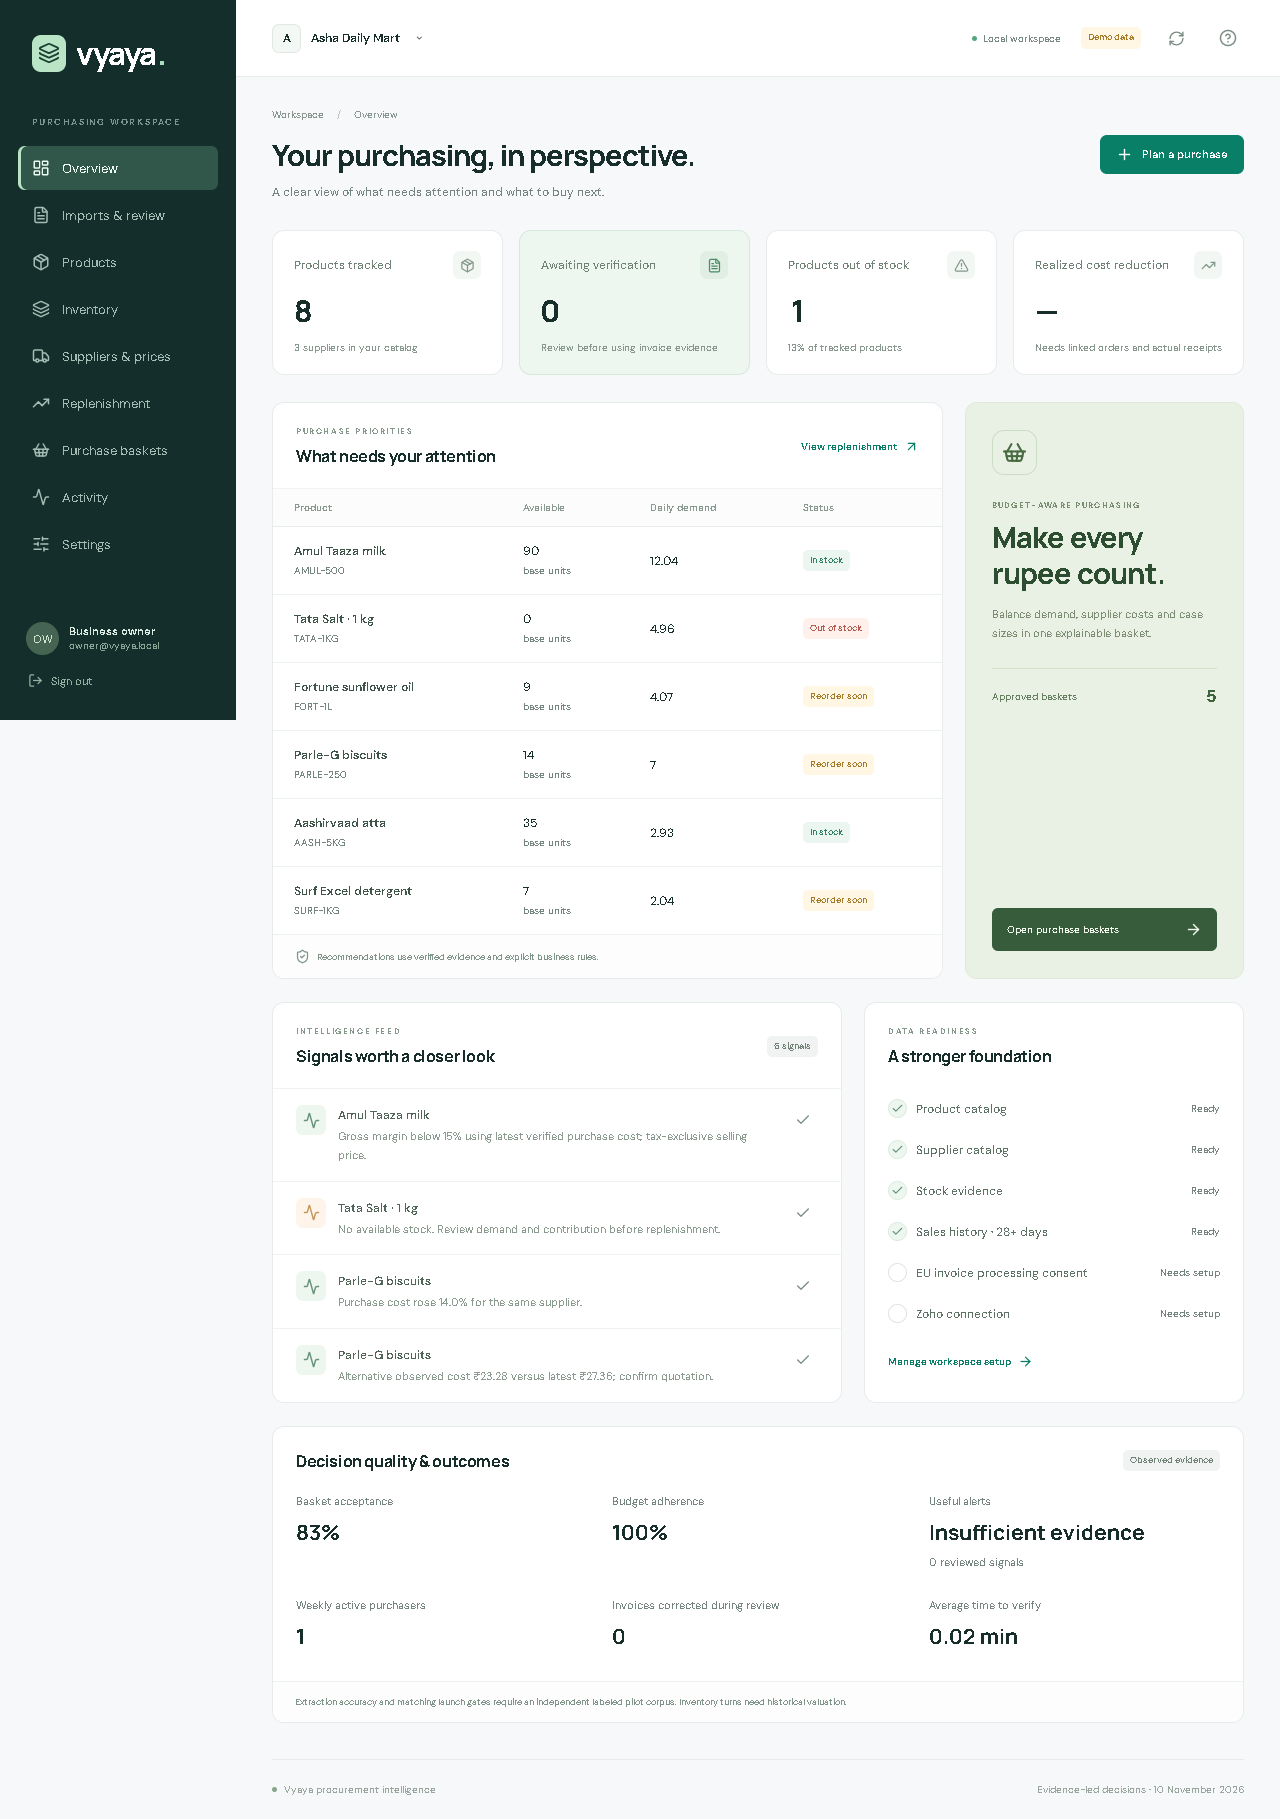 vyaya.
PURCHASING WORKSPACE
Overview
Imports & review
Products
Inventory
Suppliers & prices
Replenishment
Purchase baskets
Activity
Settings
OW
Business owner
owner@vyaya.local
Sign out
A
Asha Daily Mart
Local workspace
Demo data
Workspace / Overview
Your purchasing, in perspective.
A clear view of what needs attention and what to buy next.
Plan a purchase
Products tracked
8
3 suppliers in your catalog
Awaiting verification
0
Review before using invoice evidence
Products out of stock
1
13% of tracked products
Realized cost reduction
—
Needs linked orders and actual receipts
PURCHASE PRIORITIES
What needs your attention
View replenishment
Product Available Daily demand Status
Amul Taaza milk
AMUL-500
90
base units
12.04
In stock
Tata Salt · 1 kg
TATA-1KG
0
base units
4.96
Out of stock
Fortune sunflower oil
FORT-1L
9
base units
4.07
Reorder soon
Parle-G biscuits
PARLE-250
14
base units
7
Reorder soon
Aashirvaad atta
AASH-5KG
35
base units
2.93
In stock
Surf Excel detergent
SURF-1KG
7
base units
2.04
Reorder soon
Recommendations use verified evidence and explicit business rules.
BUDGET-AWARE PURCHASING
Make every
rupee count.
Balance demand, supplier costs and case
sizes in one explainable basket.
Approved baskets 5
Open purchase baskets
INTELLIGENCE FEED
Signals worth a closer look
6 signals
Amul Taaza milk
Gross margin below 15% using latest verified purchase cost; tax-exclusive selling
price.
Tata Salt · 1 kg
No available stock. Review demand and contribution before replenishment.
Parle-G biscuits
Purchase cost rose 14.0% for the same supplier.
Parle-G biscuits
Alternative observed cost ₹23.28 versus latest ₹27.36; confirm quotation.
DATA READINESS
A stronger foundation
Product catalog Ready
Supplier catalog Ready
Stock evidence Ready
Sales history · 28+ days Ready
EU invoice processing consent Needs setup
Zoho connection Needs setup
Manage workspace setup
Decision quality & outcomes
Observed evidence
Basket acceptance
83%
Budget adherence
100%
Useful alerts
Insufficient evidence
0 reviewed signals
Weekly active purchasers
1
Invoices corrected during review
0
Average time to verify
0.02 min
Extraction accuracy and matching launch gates require an independent labeled pilot corpus. Inventory turns need historical valuation.
Vyaya procurement intelligence
Evidence-led decisions · 10 November 2026